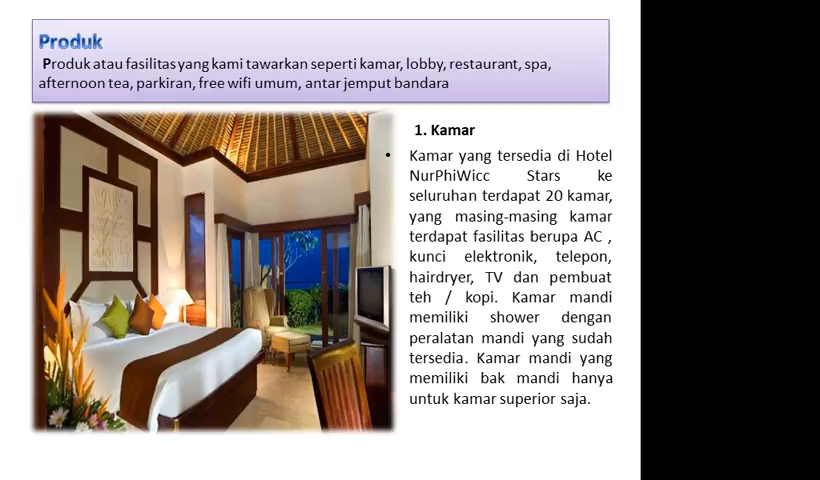 Produk
Produk atau fasilitas yang kami tawarkan seperti kamar, lobby, restaurant, spa,
afternoon tea, parkiran, free wifi umum, antar jemput bandara
1. Kamar
• Kamar yang tersedia di Hotel
NurPhiWicc Stars ke
seluruhan terdapat 20 kamar,
yang masing-masing kamar
terdapat fasilitas berupa AC ,
kunci elektronik, telepon,
hairdryer, TV dan pembuat
teh / kopi. Kamar mandi
memiliki shower dengan
peralatan mandi yang sudah
tersedia. Kamar mandi yang
memiliki bak mandi hanya
untuk kamar superior saja.